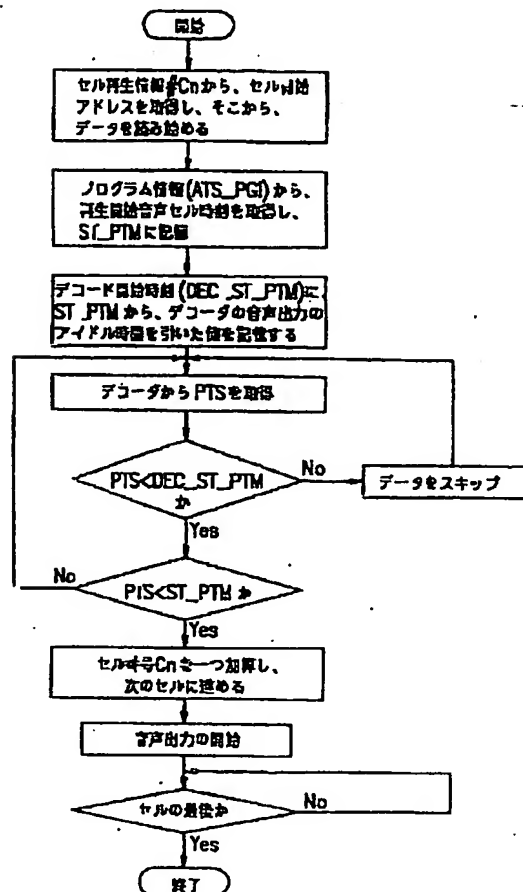 開始
セル再生情報#Cnから、セル開始
アドレスを取得し、そこから、
データを読み始める
プログラム情報(ATS_PGI)から、
再生開始音声セル時刻を取得し、
ST_PTMに記憶
デコード開始時刻(DEC_ST_PTM)に
ST_PTMから、デコーダの音声出力の
アイドル時間を引いた値を記憶する
デコーダからPTSを取得
PTS<DEC_ST_PTM
か
No
データをスキップ
Yes
PTS<ST_PTMか
No
Yes
セル番号Cnを一つ加算し、
次のセルに進める
音声出力の開始
セルの最後か
No
Yes
終了